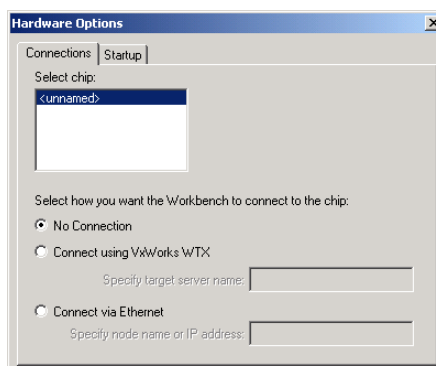 Hardware Options
Connections Startup
Select chip:
<unnamed>
Select how you want the Workbench to connect to the chip:
No Connection
Connect using VxWorks WTX
Specify target server name:
Connect via Ethernet
Specify node name or IP address: